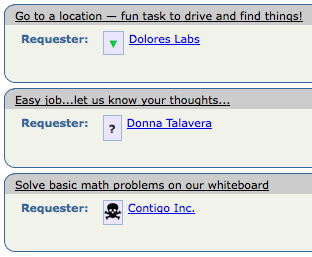 Go to a location — fun task to drive and find things!
Requester: Dolores Labs
Easy job...let us know your thoughts...
Requester: ? Donna Talavera
Solve basic math problems on our whiteboard
Requester: Contigo Inc.